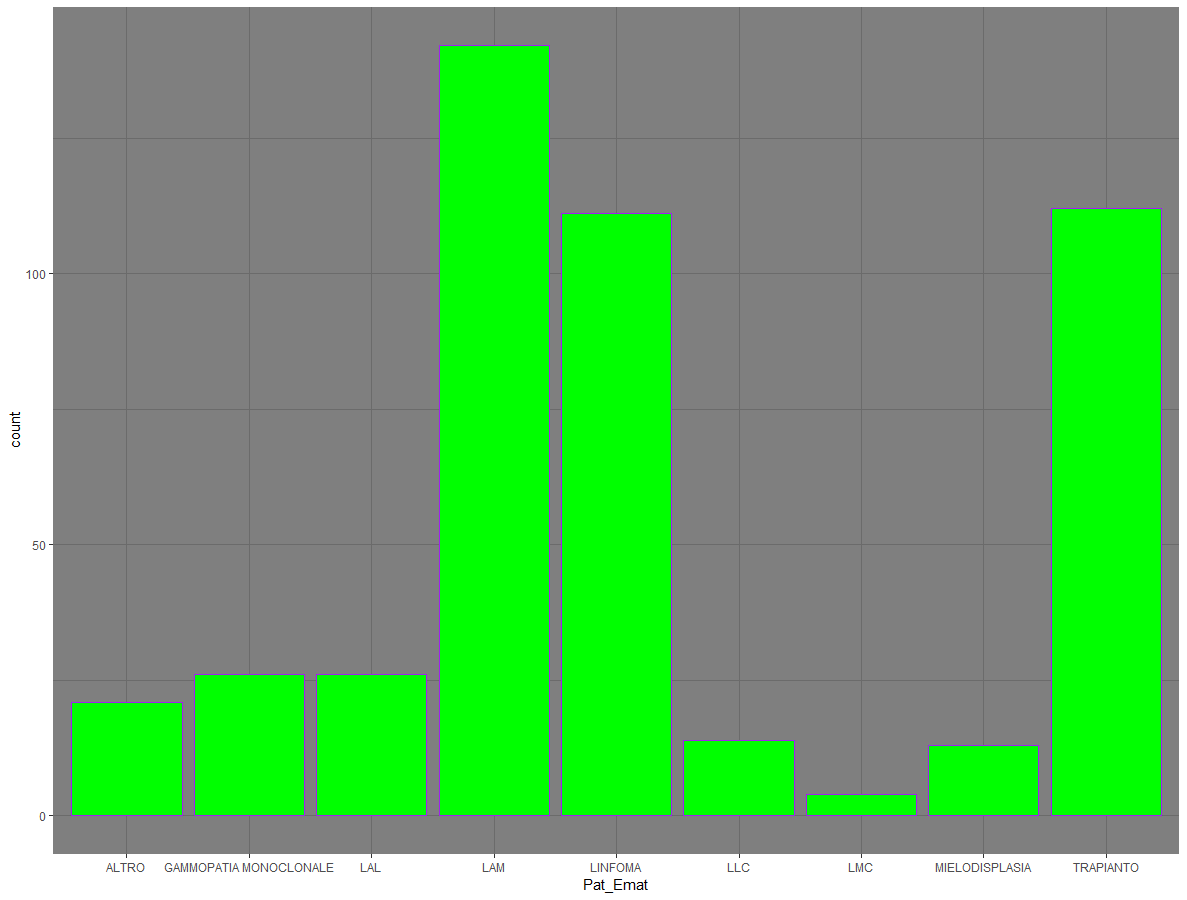 count
100
50
0
ALTRO
GAMMOPATIA MONOCLONALE
LAL
LAM
LINFOMA
LLC
LMC
MIELODISPLASIA
TRAPIANTO
Pat_Emat